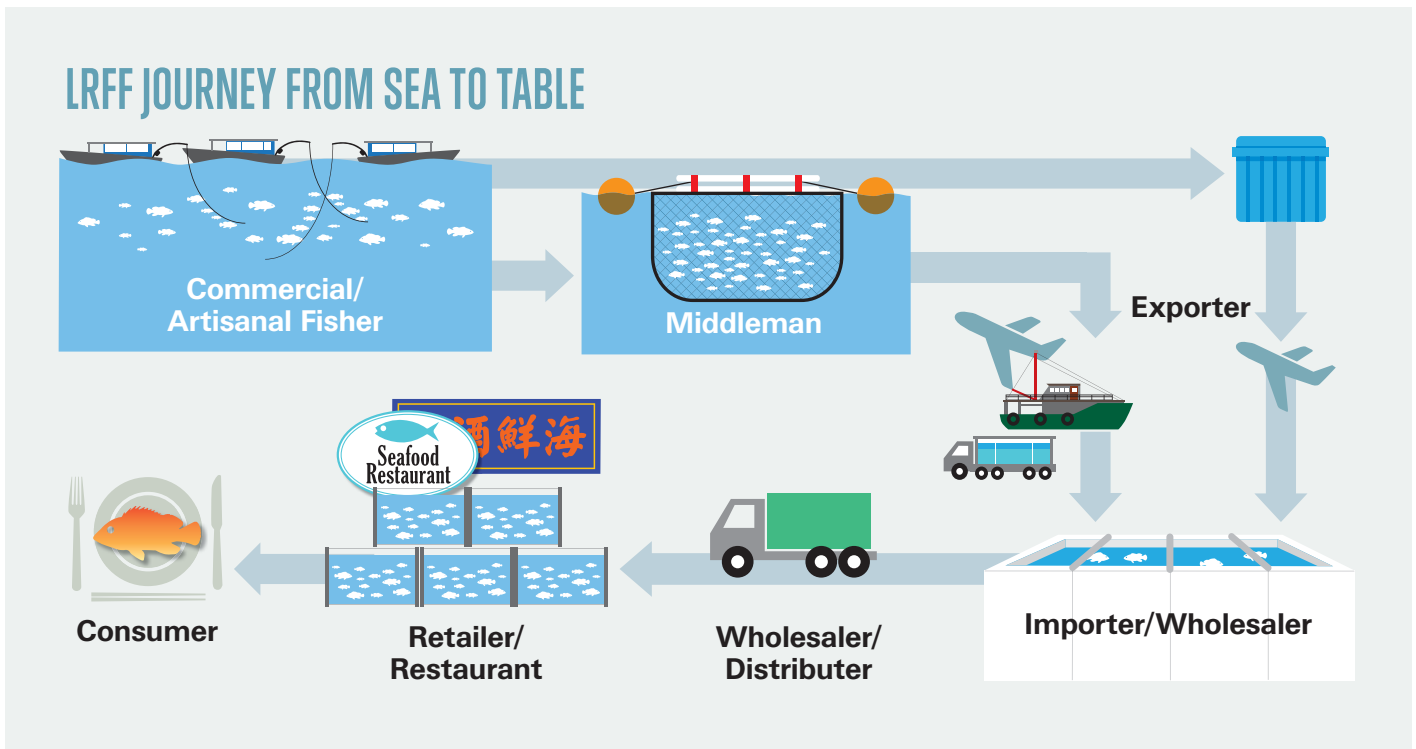 LRFF JOURNEY FROM SEA TO TABLE
Commercial/
Artisanal Fisher
Middleman
Exporter
海鮮酒
Seafood
Restaurant
Consumer
Retailer/
Restaurant
Wholesaler/
Distributer
Importer/Wholesaler